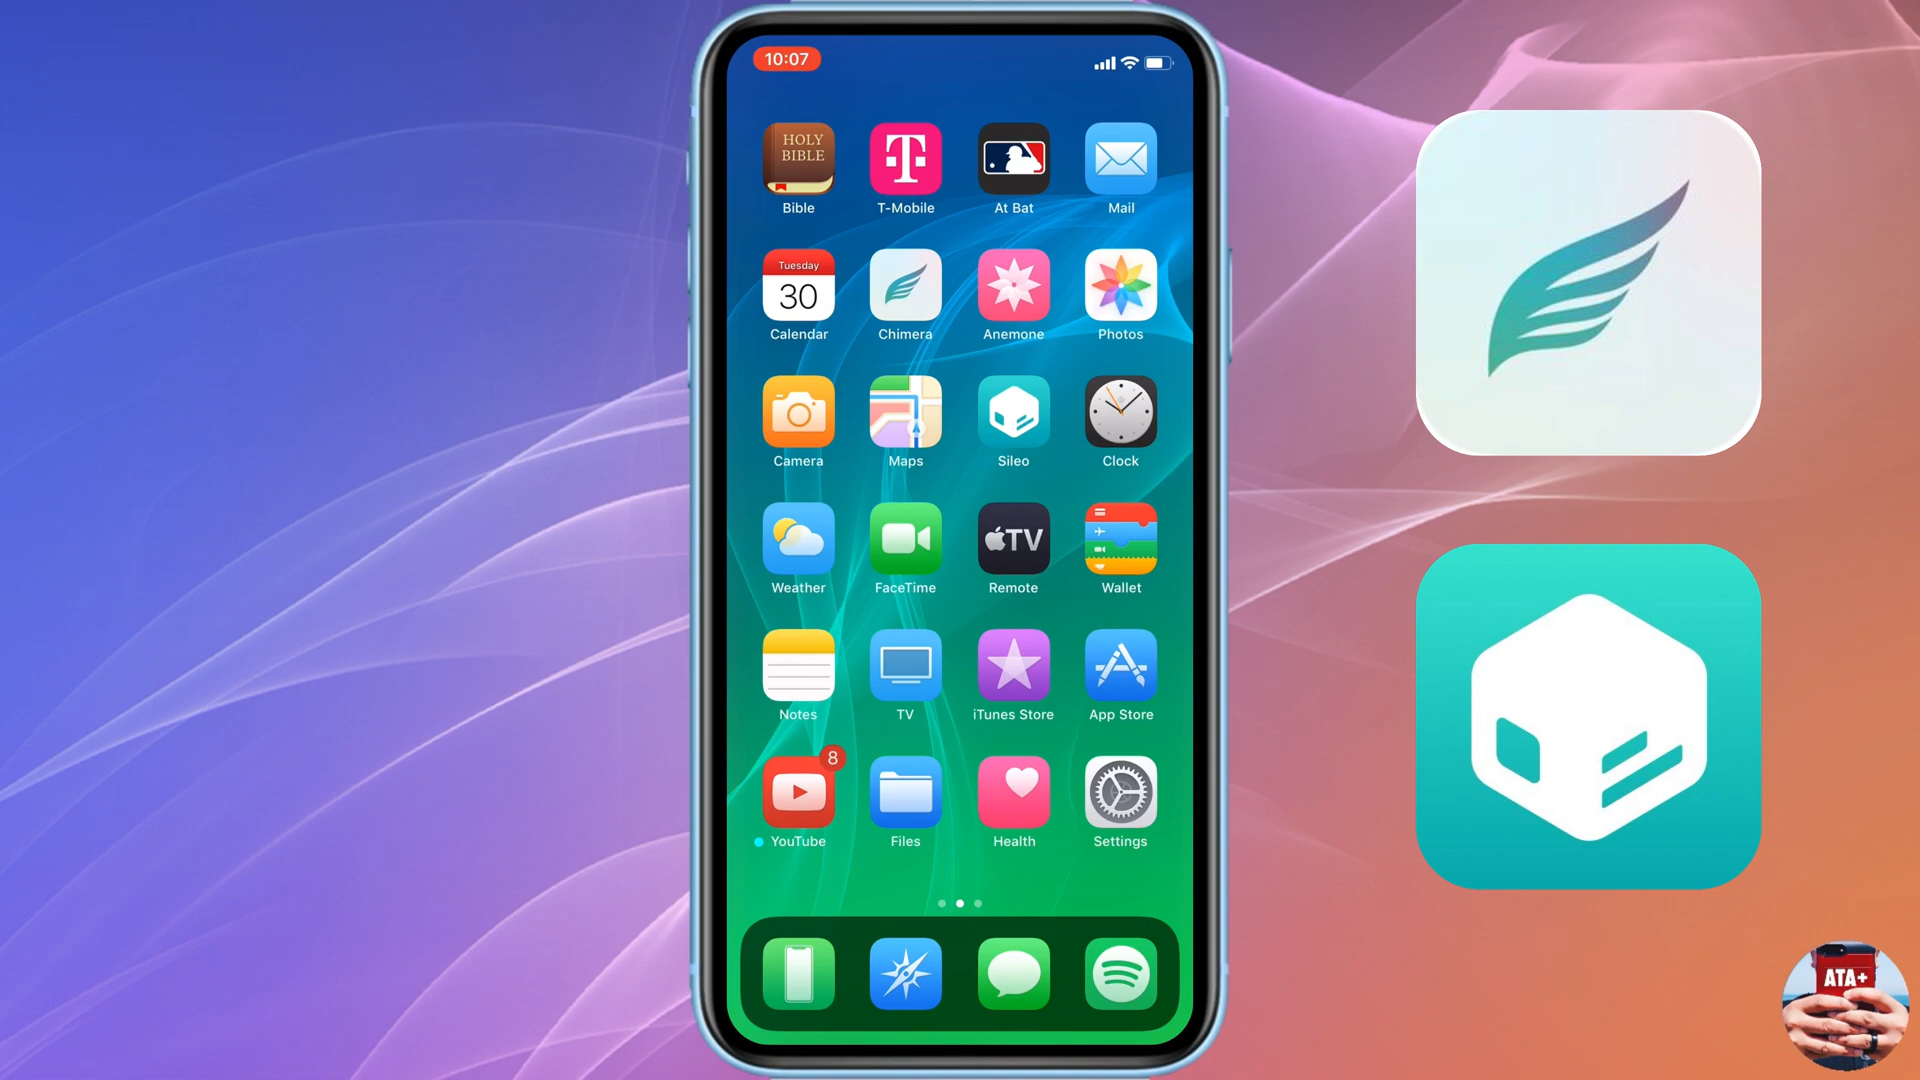 10:07
HOLY
BIBLE
Bible
T-Mobile
At Bat
Mail
Tuesday
30
Calendar
Chimera
Anemone
Photos
Camera
Maps
Sileo
Clock
Weather
FaceTime
tv
Remote
Wallet
Notes
TV
iTunes Store
App Store
8
YouTube
Files
Health
Settings
ATA+